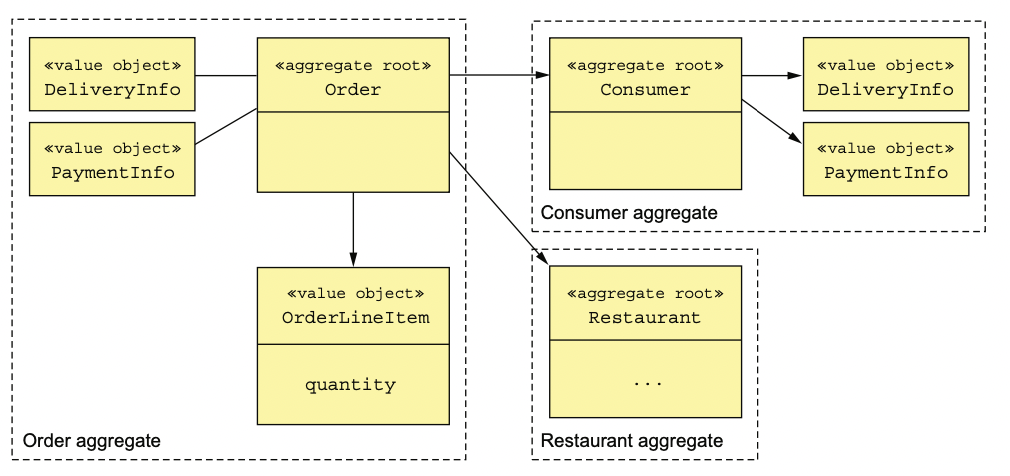 «value object»
DeliveryInfo
«value object»
PaymentInfo
«aggregate root»
Order
«value object»
OrderLineItem
quantity
Order aggregate
«aggregate root»
Consumer
«value object»
DeliveryInfo
«value object»
PaymentInfo
Consumer aggregate
«aggregate root»
Restaurant
...
Restaurant aggregate